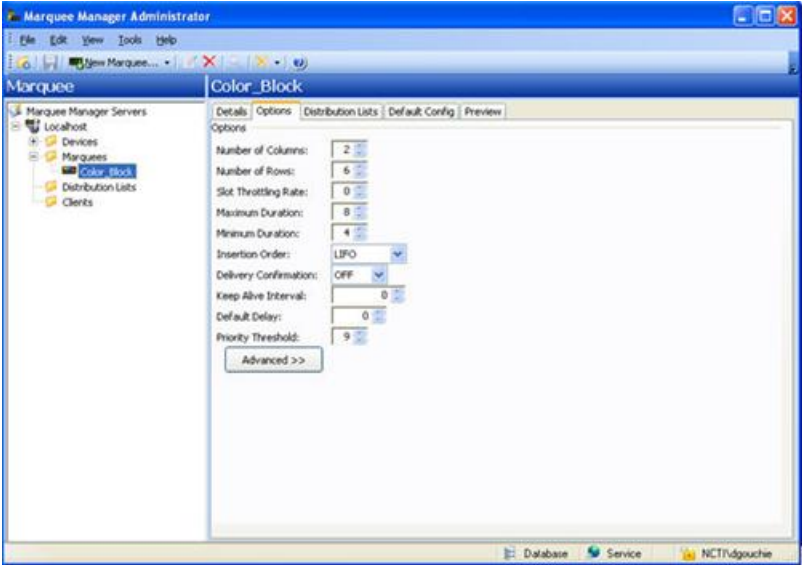 Marquee Manager Administrator
File Edit View Tools Help
New Marquee...
Marquee
Color_Block
Marquee Manager Servers
Localhost
Devices
Marquees
Color_Block
Distribution Lists
Clients
Details Options Distribution Lists Default Config Preview
Options
Number of Columns: 2
Number of Rows: 6
Slot Throttling Rate: 0
Maximum Duration: 8
Minimum Duration: 4
Insertion Order: LIFO
Delivery Confirmation: OFF
Keep Alive Interval: 0
Default Delay: 0
Priority Threshold: 9
Advanced >>
Database Service NCTI\dgouchie